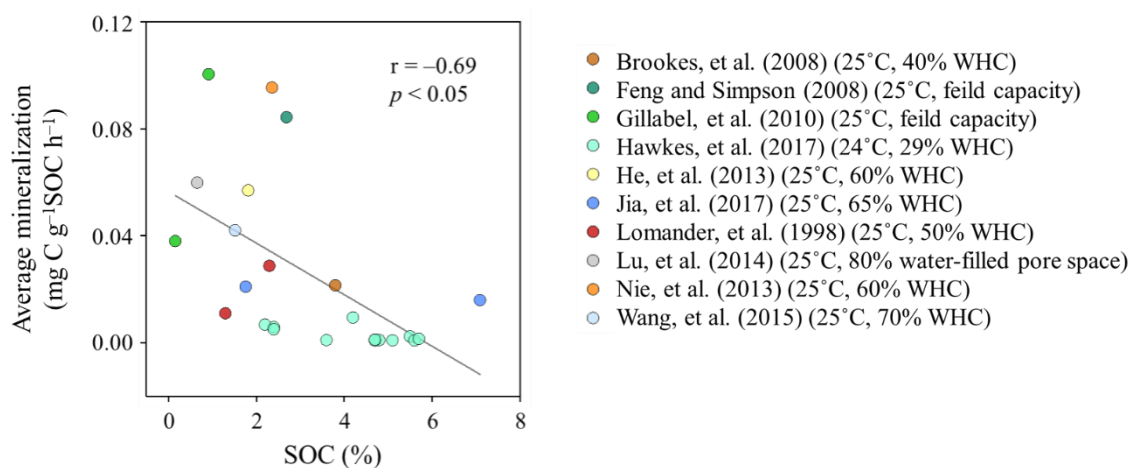 0.12
0.08
0.04
0.00
Average mineralization
(mg C g⁻¹SOC h⁻¹)
r = –0.69
p < 0.05
0 2 4 6 8
SOC (%)
Brookes, et al. (2008) (25˚C, 40% WHC)
Feng and Simpson (2008) (25˚C, feild capacity)
Gillabel, et al. (2010) (25˚C, feild capacity)
Hawkes, et al. (2017) (24˚C, 29% WHC)
He, et al. (2013) (25˚C, 60% WHC)
Jia, et al. (2017) (25˚C, 65% WHC)
Lomander, et al. (1998) (25˚C, 50% WHC)
Lu, et al. (2014) (25˚C, 80% water-filled pore space)
Nie, et al. (2013) (25˚C, 60% WHC)
Wang, et al. (2015) (25˚C, 70% WHC)